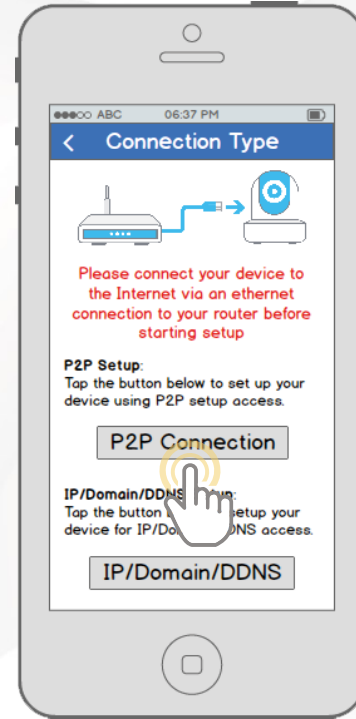 ABC 06:37 PM
< Connection Type
Please connect your device to
the Internet via an ethernet
connection to your router before
starting setup
P2P Setup:
Tap the button below to set up your
device using P2P setup access.
P2P Connection
IP/Domain/DDNS
Tap the button setup your
device for IP/Do DNS access.
IP/Domain/DDNS